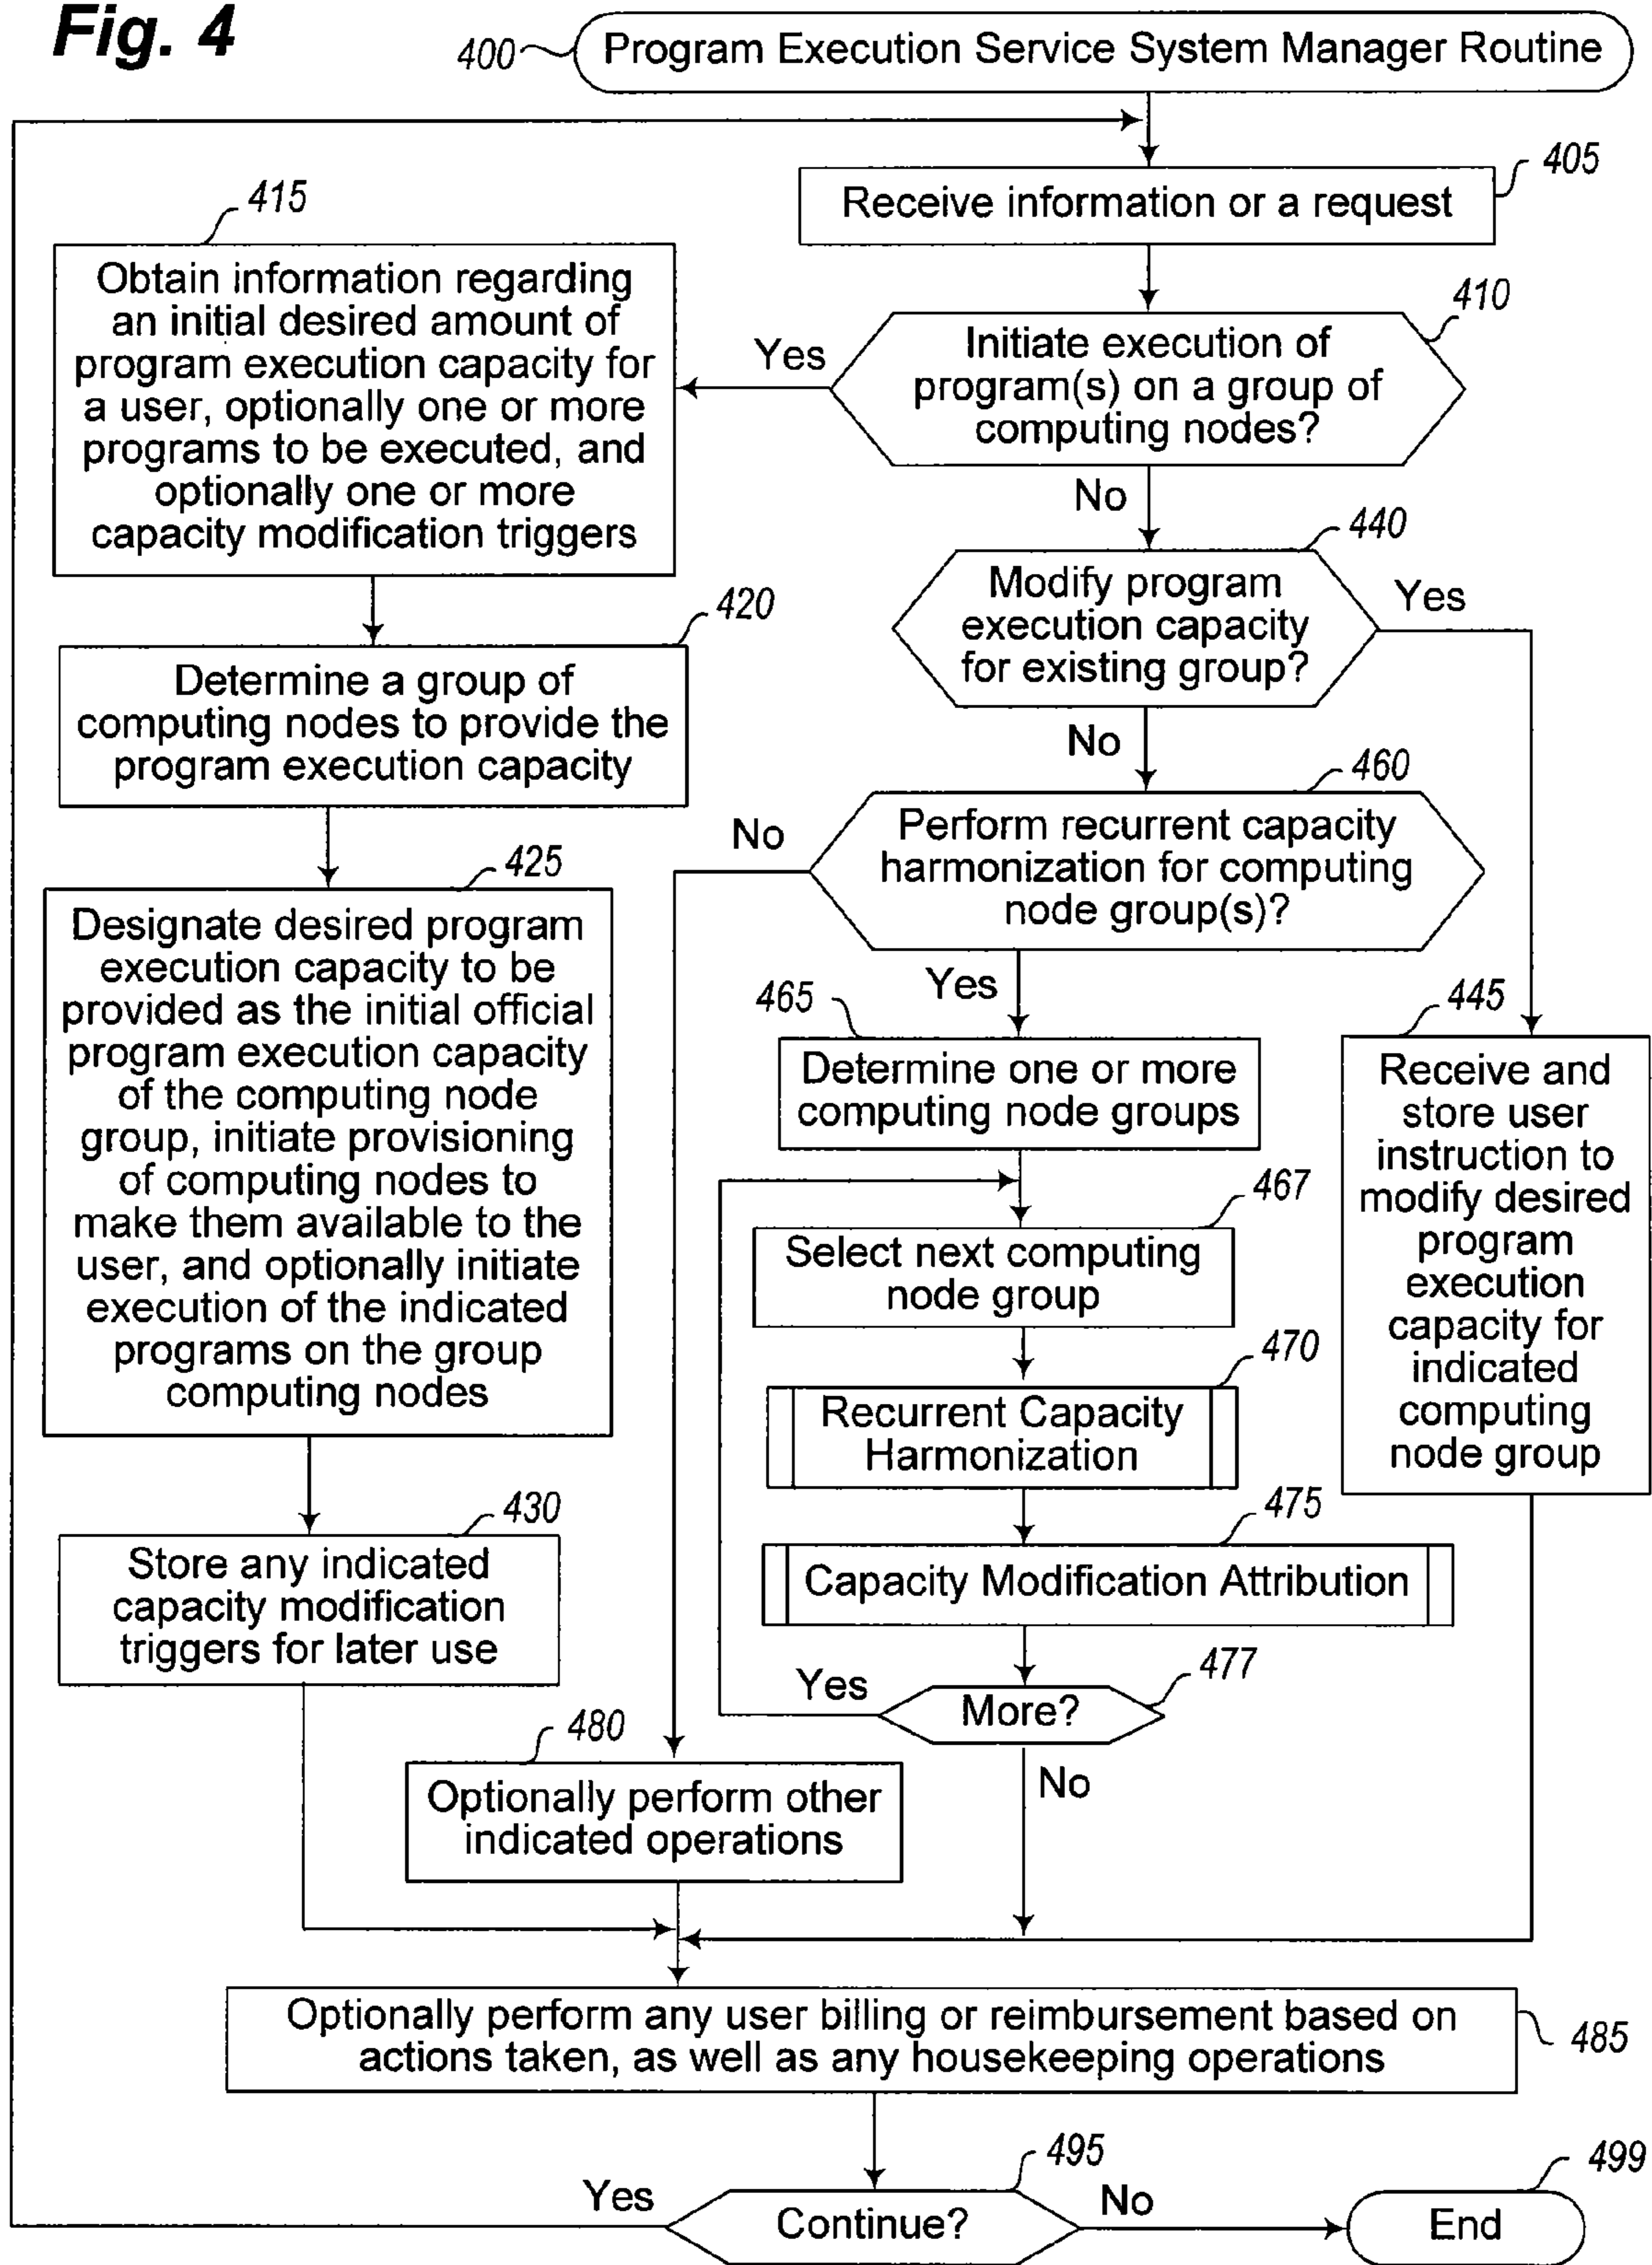 Fig. 4
400
Program Execution Service System Manager Routine
405
Receive information or a request
415
Obtain information regarding
an initial desired amount of
program execution capacity for
a user, optionally one or more
programs to be executed, and
optionally one or more
capacity modification triggers
410
Initiate execution of
program(s) on a group of
computing nodes?
Yes
No
420
Determine a group of
computing nodes to provide the
program execution capacity
440
Modify program
execution capacity
for existing group?
Yes
No
425
Designate desired program
execution capacity to be
provided as the initial official
program execution capacity
of the computing node
group, initiate provisioning
of computing nodes to
make them available to the
user, and optionally initiate
execution of the indicated
programs on the group
computing nodes
460
Perform recurrent capacity
harmonization for computing
node group(s)?
No
Yes
465
Determine one or more
computing node groups
445
Receive and
store user
instruction to
modify desired
program
execution
capacity for
indicated
computing
node group
467
Select next computing
node group
470
Recurrent Capacity
Harmonization
430
Store any indicated
capacity modification
triggers for later use
475
Capacity Modification Attribution
477
More?
Yes
No
480
Optionally perform other
indicated operations
Optionally perform any user billing or reimbursement based on
actions taken, as well as any housekeeping operations
485
495
Continue?
Yes
No
499
End